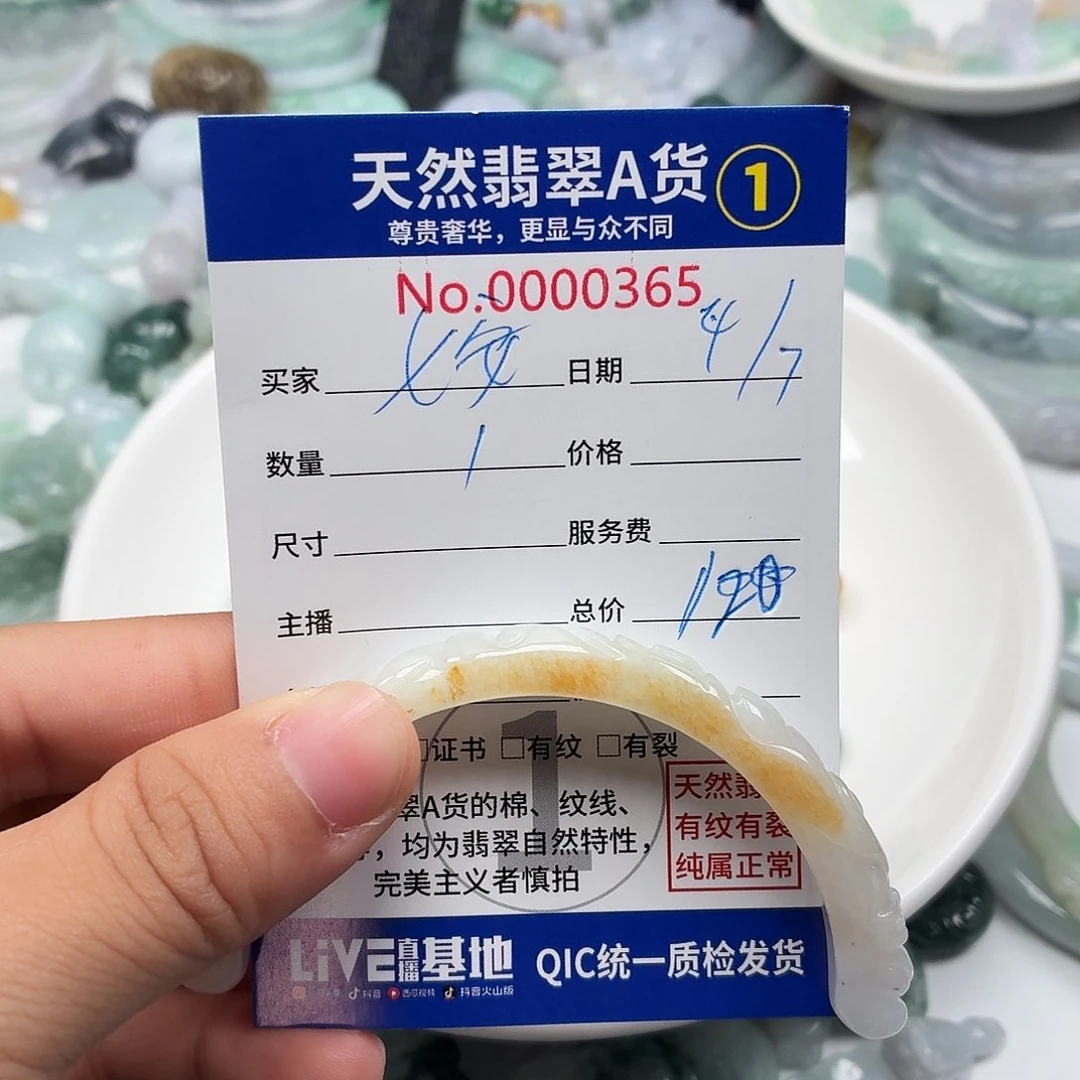 天然翡翠A货 1
尊贵奢华，更显与众不同
No.0000365
买家 日期 4/7
数量 1 价格
尺寸 服务费
主播 总价
□证书 □有纹 □有裂
1
翠A货的棉、纹线、
，均为翡翠自然特性，
完美主义者慎拍
天然翡
有纹有裂
纯属正常
LiVE直播基地 QIC统一质检发货
抖音 西瓜视频 抖音火山版